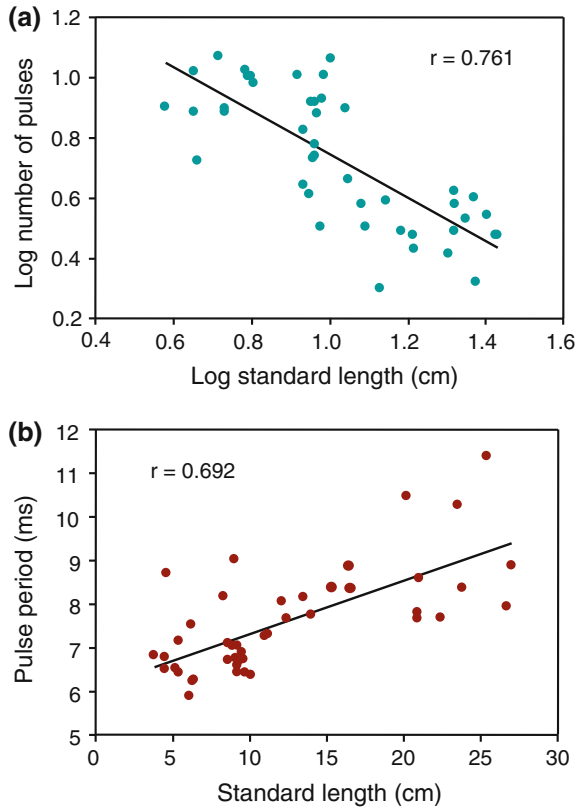 (a)
r = 0.761
1.2
1.0
0.8
0.6
0.4
0.2
Log number of pulses
0.4 0.6 0.8 1.0 1.2 1.4 1.6
Log standard length (cm)
(b)
r = 0.692
12
11
10
9
8
7
6
5
Pulse period (ms)
0 5 10 15 20 25 30
Standard length (cm)